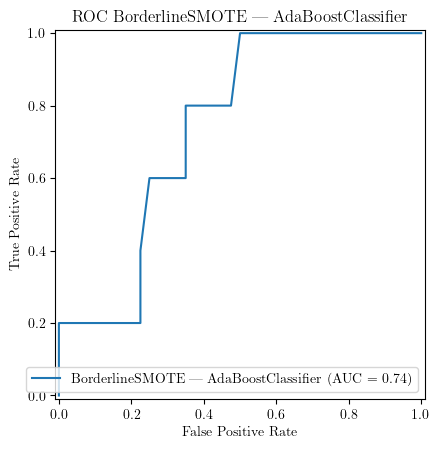 ROC BorderlineSMOTE — AdaBoostClassifier
1.0
0.8
0.6
0.4
0.2
0.0
True Positive Rate
BorderlineSMOTE — AdaBoostClassifier (AUC = 0.74)
0.0 0.2 0.4 0.6 0.8 1.0
False Positive Rate